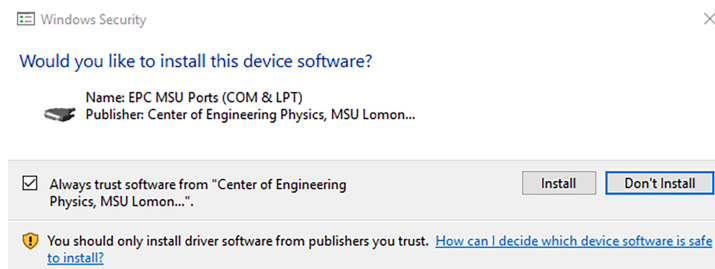 Windows Security
Would you like to install this device software?
Name: EPC MSU Ports (COM & LPT)
Publisher: Center of Engineering Physics, MSU Lomon...
Always trust software from "Center of Engineering
Physics, MSU Lomon...".
Install
Don't Install
You should only install driver software from publishers you trust. How can I decide which device software is safe
to install?